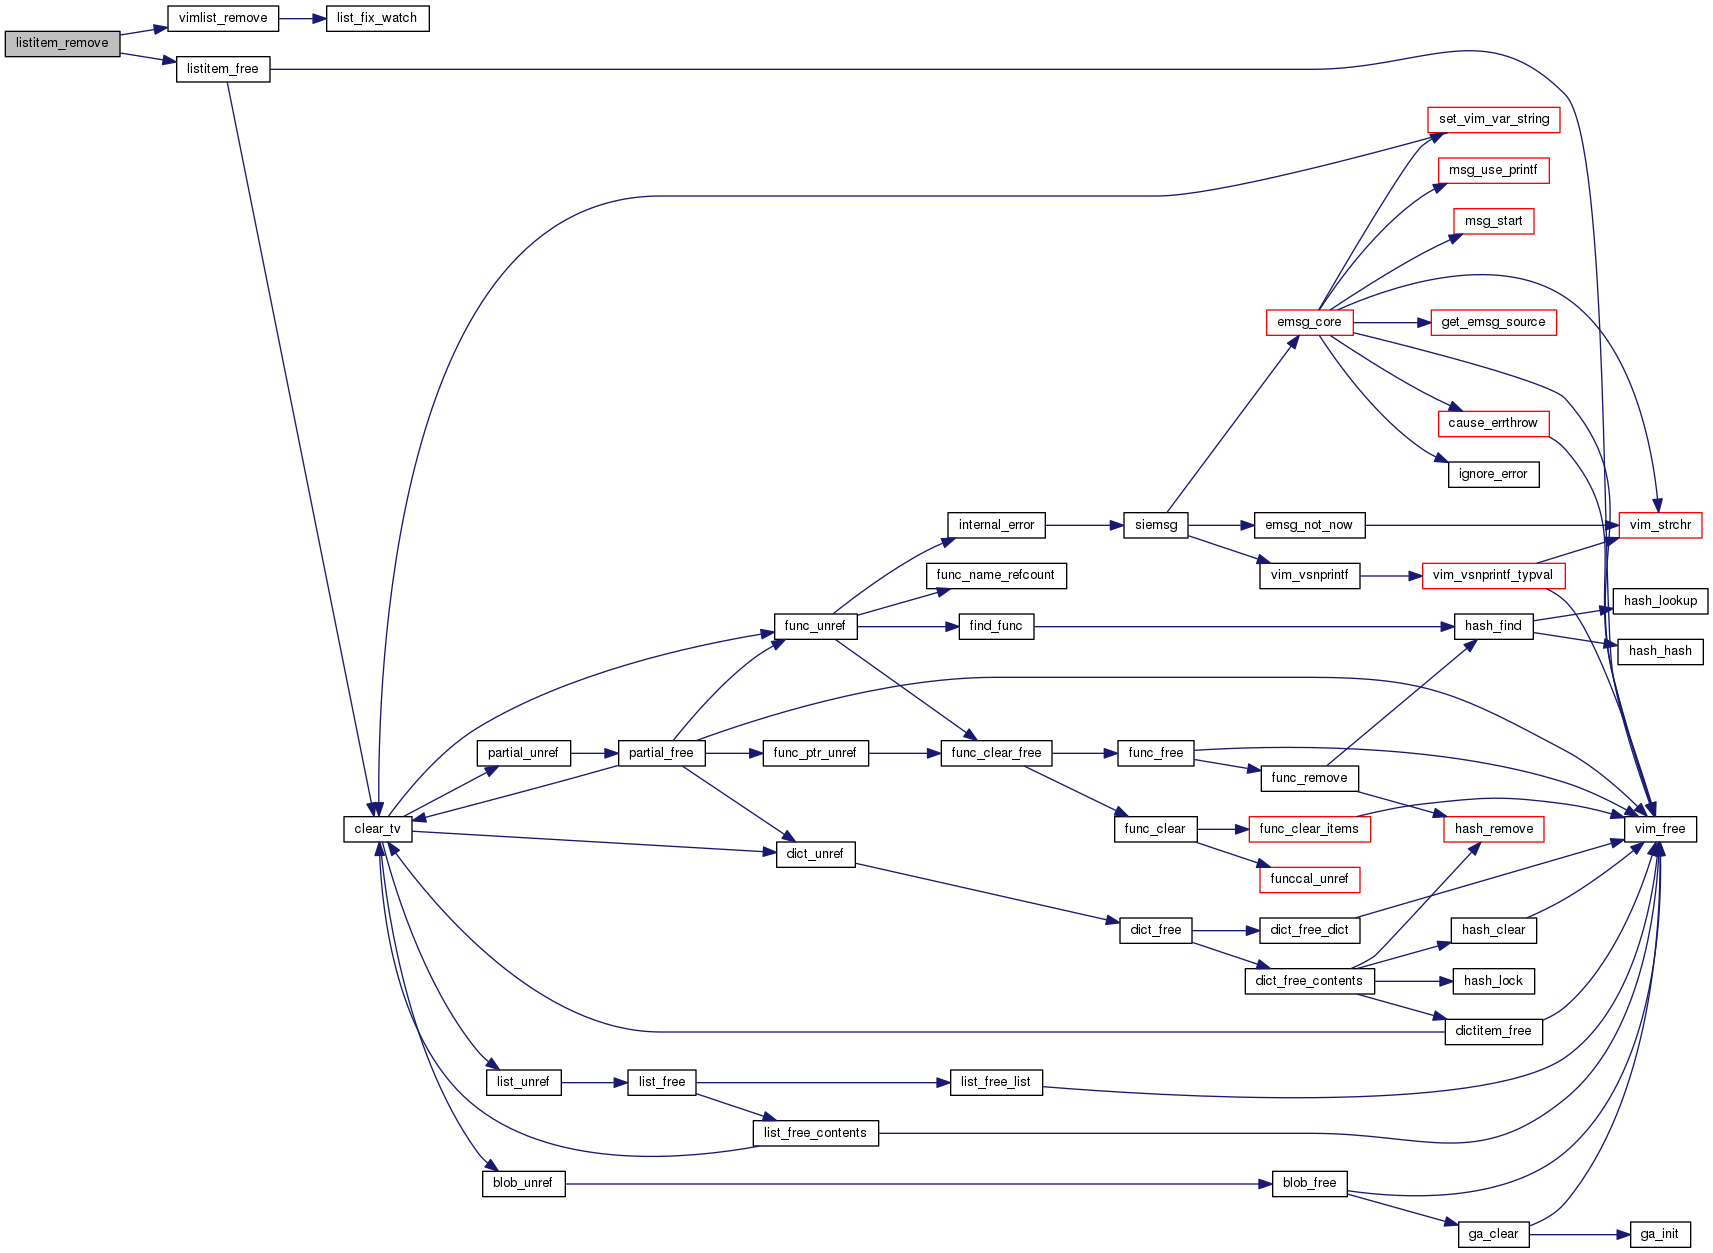 listitem_remove
vimlist_remove
list_fix_watch
listitem_free
set_vim_var_string
msg_use_printf
msg_start
emsg_core
get_emsg_source
cause_errthrow
ignore_error
internal_error
siemsg
emsg_not_now
vim_strchr
func_name_refcount
vim_vsnprintf
vim_vsnprintf_typval
hash_lookup
func_unref
find_func
hash_find
hash_hash
partial_unref
partial_free
func_ptr_unref
func_clear_free
func_free
func_remove
clear_tv
func_clear
func_clear_items
hash_remove
vim_free
dict_unref
funccal_unref
dict_free
dict_free_dict
hash_clear
dict_free_contents
hash_lock
dictitem_free
list_unref
list_free
list_free_list
list_free_contents
blob_unref
blob_free
ga_clear
ga_init